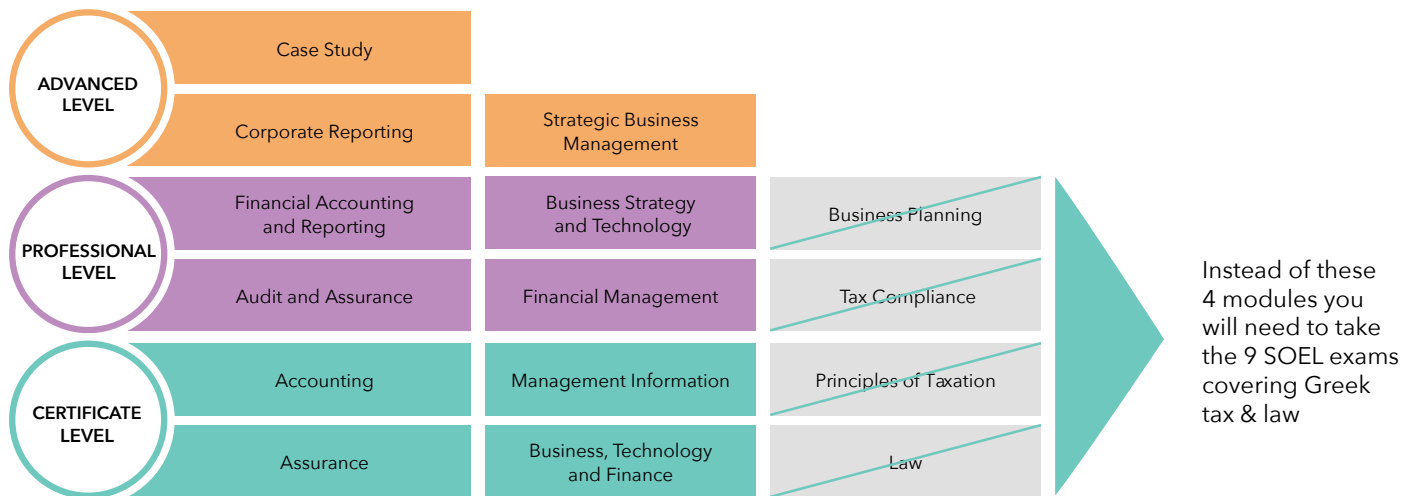 ADVANCED
LEVEL
Case Study
Corporate Reporting
Strategic Business
Management
PROFESSIONAL
LEVEL
Financial Accounting
and Reporting
Business Strategy
and Technology
Business Planning
Audit and Assurance
Financial Management
Tax Compliance
CERTIFICATE
LEVEL
Accounting
Management Information
Principles of Taxation
Assurance
Business, Technology
and Finance
Law
Instead of these
4 modules you
will need to take
the 9 SOEL exams
covering Greek
tax & law